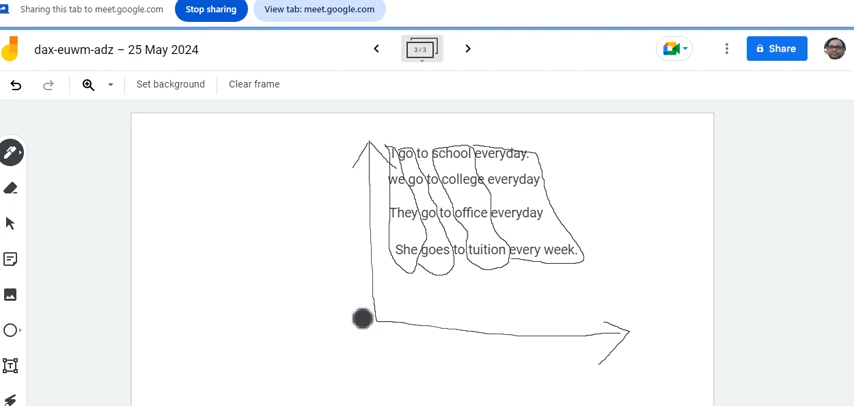 Sharing this tab to meet.google.com
Stop sharing
View tab: meet.google.com
dax-euwm-adz – 25 May 2024
3 / 3
Share
Set background
Clear frame
I go to school everyday.
we go to college everyday
They go to office everyday
She goes to tuition every week.